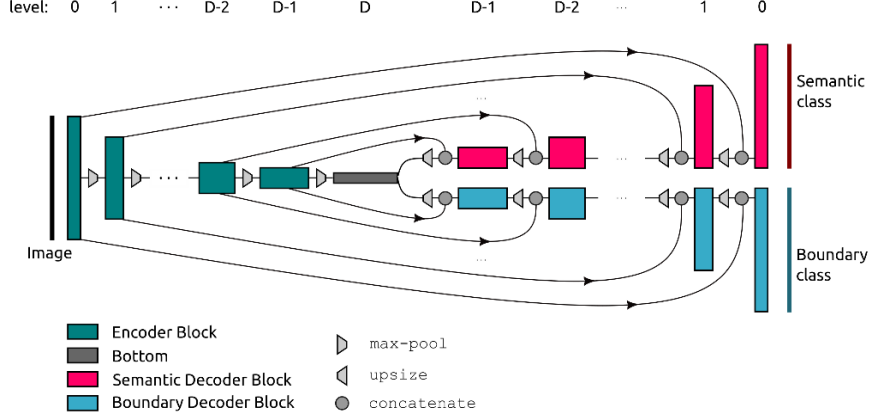 level: 0 1 ··· D-2 D-1 D D-1 D-2 ... 1 0
Semantic
class
...
... ...
...
Image
...
Boundary
class
Encoder Block
Bottom
Semantic Decoder Block
Boundary Decoder Block
max-pool
upsize
concatenate